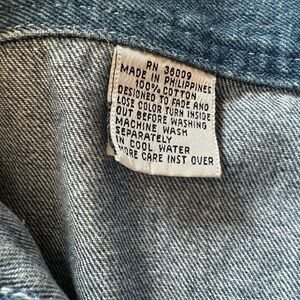 RN 36009
MADE IN PHILIPPINES
100% COTTON
DESIGNED TO FADE AND
LOSE COLOR TURN INSIDE
OUT BEFORE WASHING
MACHINE WASH
SEPARATELY
IN COOL WATER
MORE CARE INST OVER